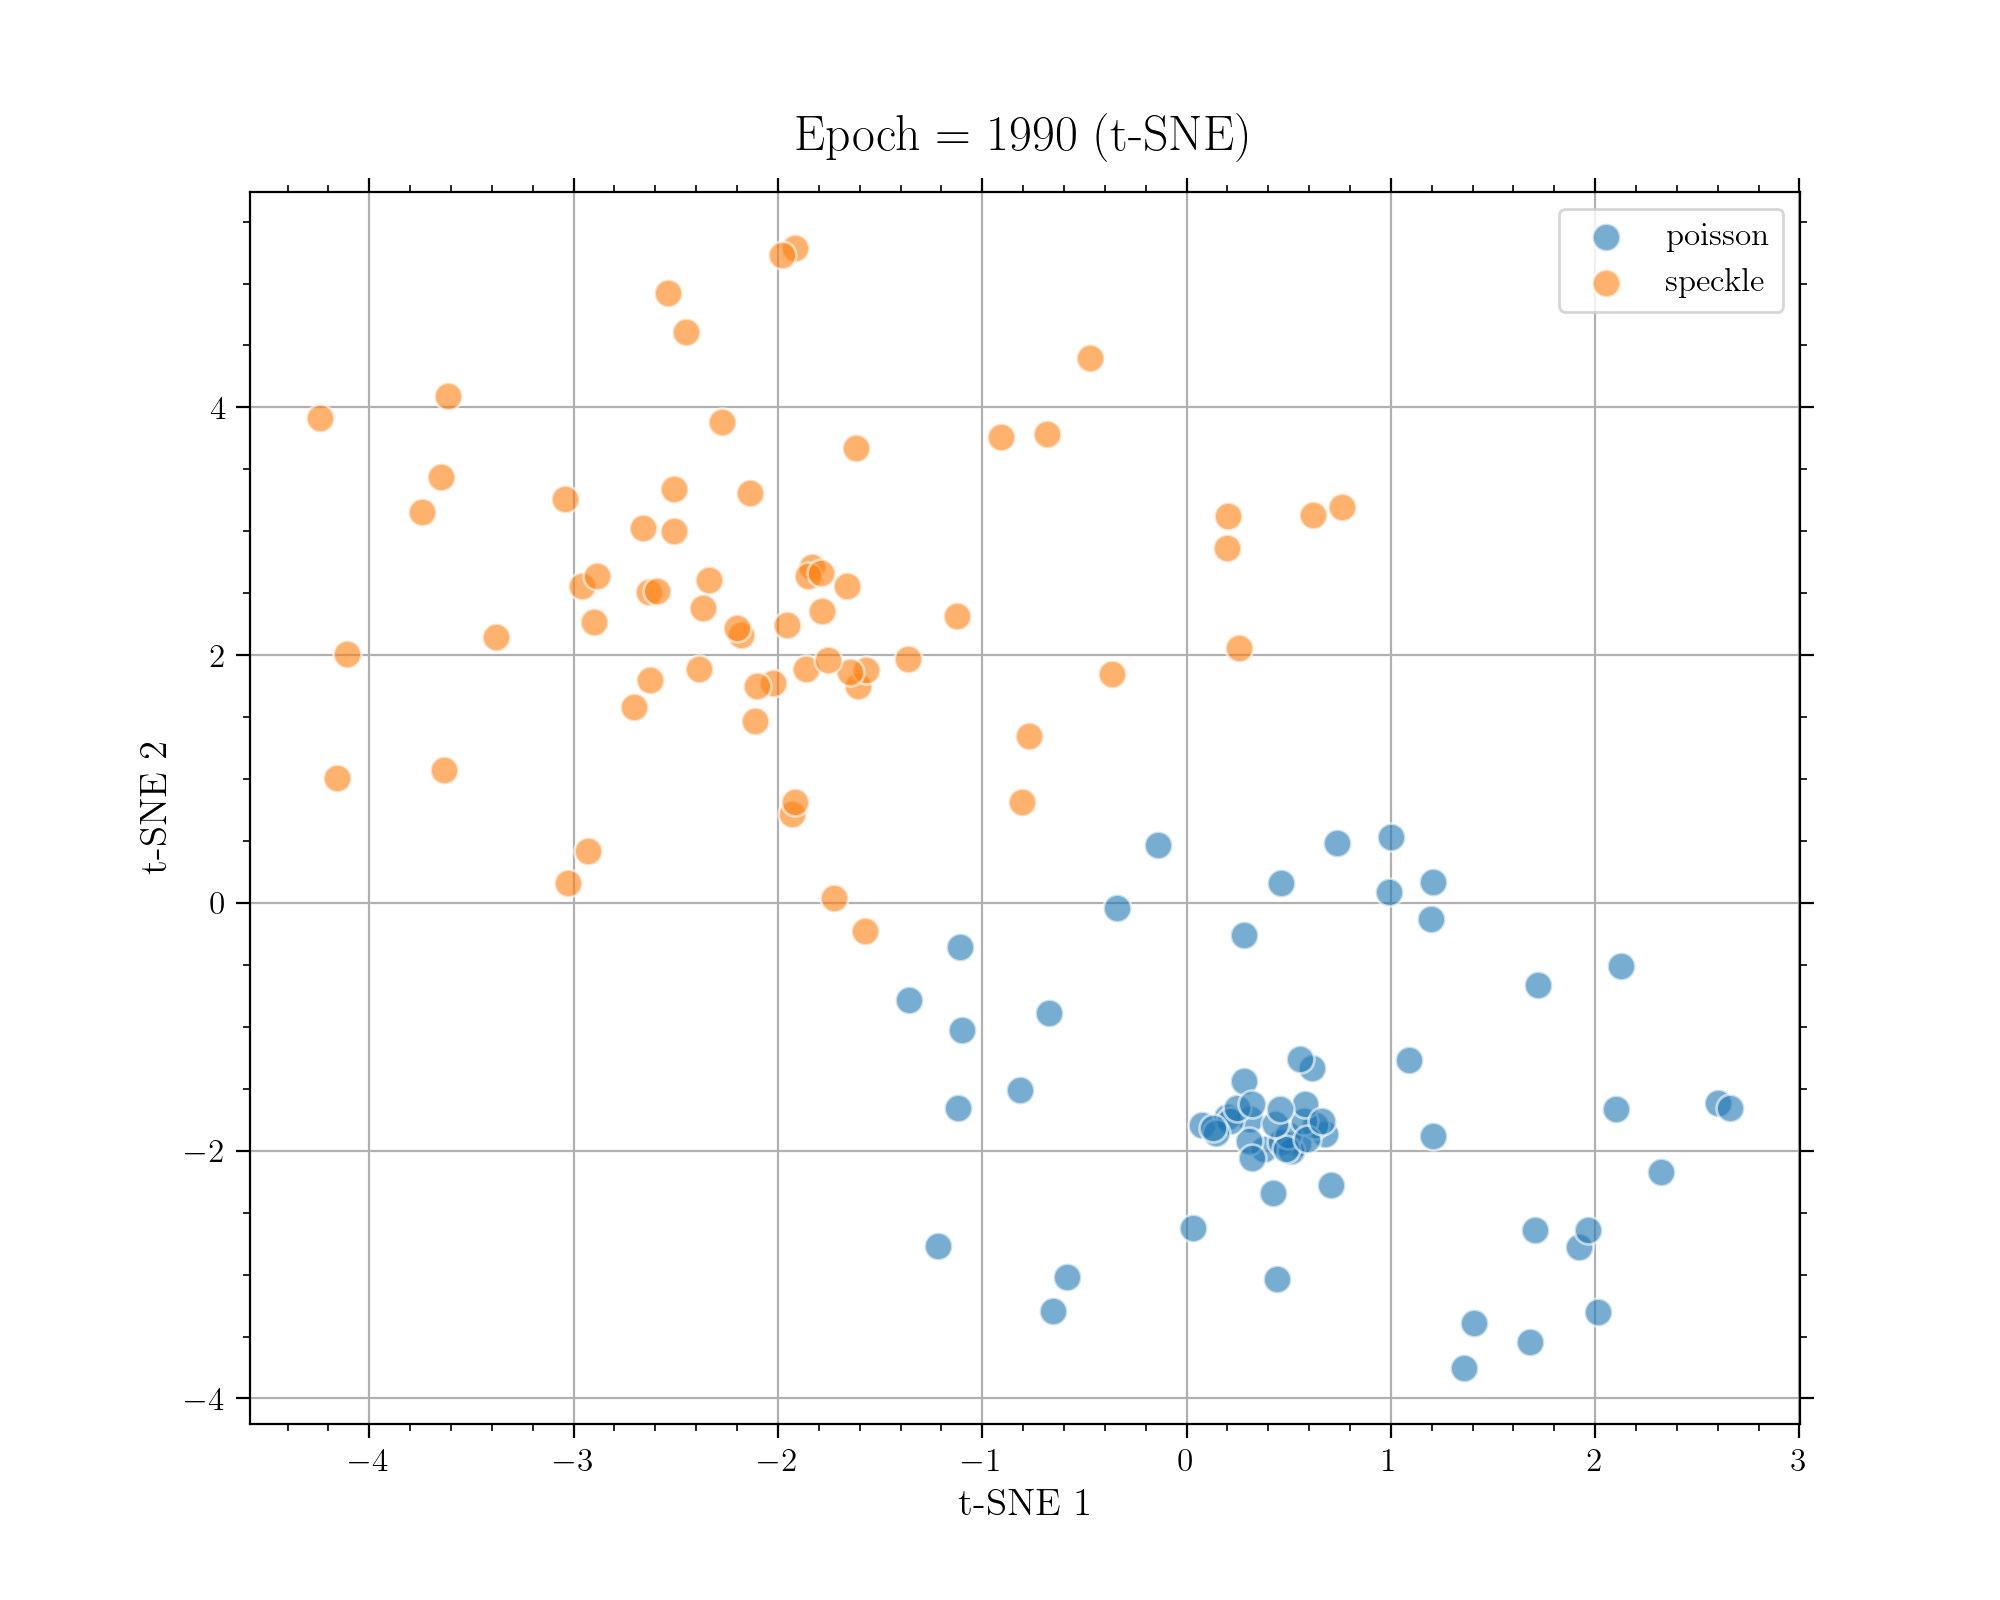 Epoch = 1990 (t-SNE)
poisson
speckle
4
2
0
−2
−4
t-SNE 2
−4 −3 −2 −1 0 1 2 3
t-SNE 1